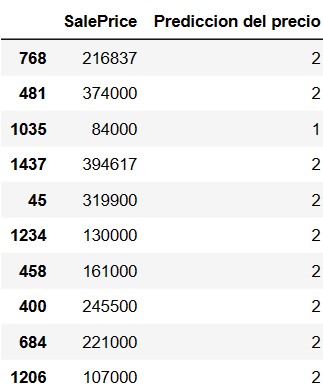 SalePrice Prediccion del precio
768 216837 2
481 374000 2
1035 84000 1
1437 394617 2
45 319900 2
1234 130000 2
458 161000 2
400 245500 2
684 221000 2
1206 107000 2